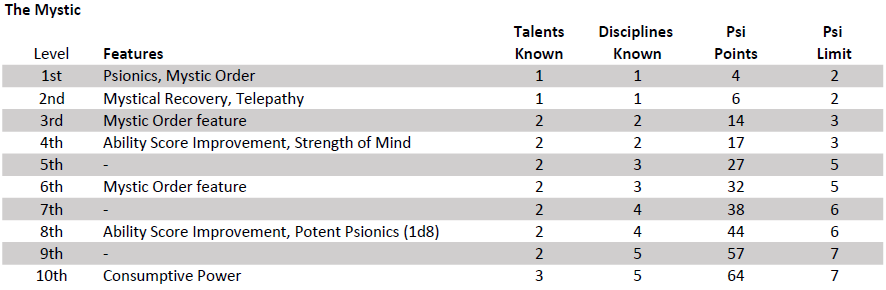 The Mystic
Talents Disciplines Psi Psi
Level Features Known Known Points Limit
1st Psionics, Mystic Order 1 1 4 2
2nd Mystical Recovery, Telepathy 1 1 6 2
3rd Mystic Order feature 2 2 14 3
4th Ability Score Improvement, Strength of Mind 2 2 17 3
5th - 2 3 27 5
6th Mystic Order feature 2 3 32 5
7th - 2 4 38 6
8th Ability Score Improvement, Potent Psionics (1d8) 2 4 44 6
9th - 2 5 57 7
10th Consumptive Power 3 5 64 7